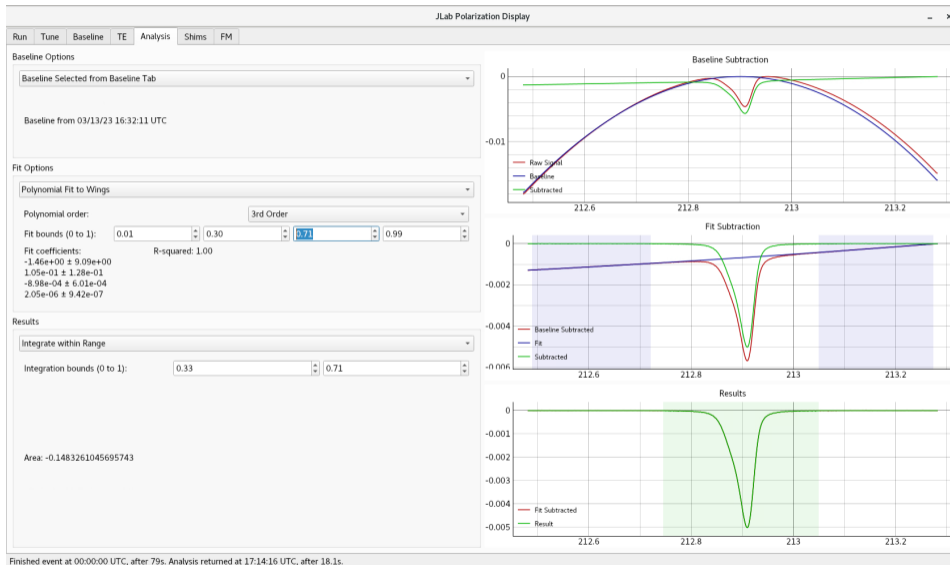 JLab Polarization Display
Run Tune Baseline TE Analysis Shims FM
Baseline Options
Baseline Selected from Baseline Tab
Baseline from 03/13/23 16:32:11 UTC
Fit Options
Polynomial Fit to Wings
Polynomial order: 3rd Order
Fit bounds (0 to 1): 0.01 0.30 0.71 0.99
Fit coefficients: R-squared: 1.00
-1.46e+00 ± 9.09e+00
1.05e-01 ± 1.28e-01
-8.98e-04 ± 6.01e-04
2.05e-06 ± 9.42e-07
Results
Integrate within Range
Integration bounds (0 to 1): 0.33 0.71
Area: -0.1483261045695743
Baseline Subtraction
0
-0.01
Raw Signal
Baseline
Subtracted
212.6 212.8 213 213.2
Fit Subtraction
0
-0.002
-0.004
-0.006
Baseline Subtracted
Fit
Subtracted
212.6 212.8 213 213.2
Results
0
-0.001
-0.002
-0.003
-0.004
-0.005
Fit Subtracted
Result
212.6 212.8 213 213.2
Finished event at 00:00:00 UTC, after 79s. Analysis returned at 17:14:16 UTC, after 18.1s.